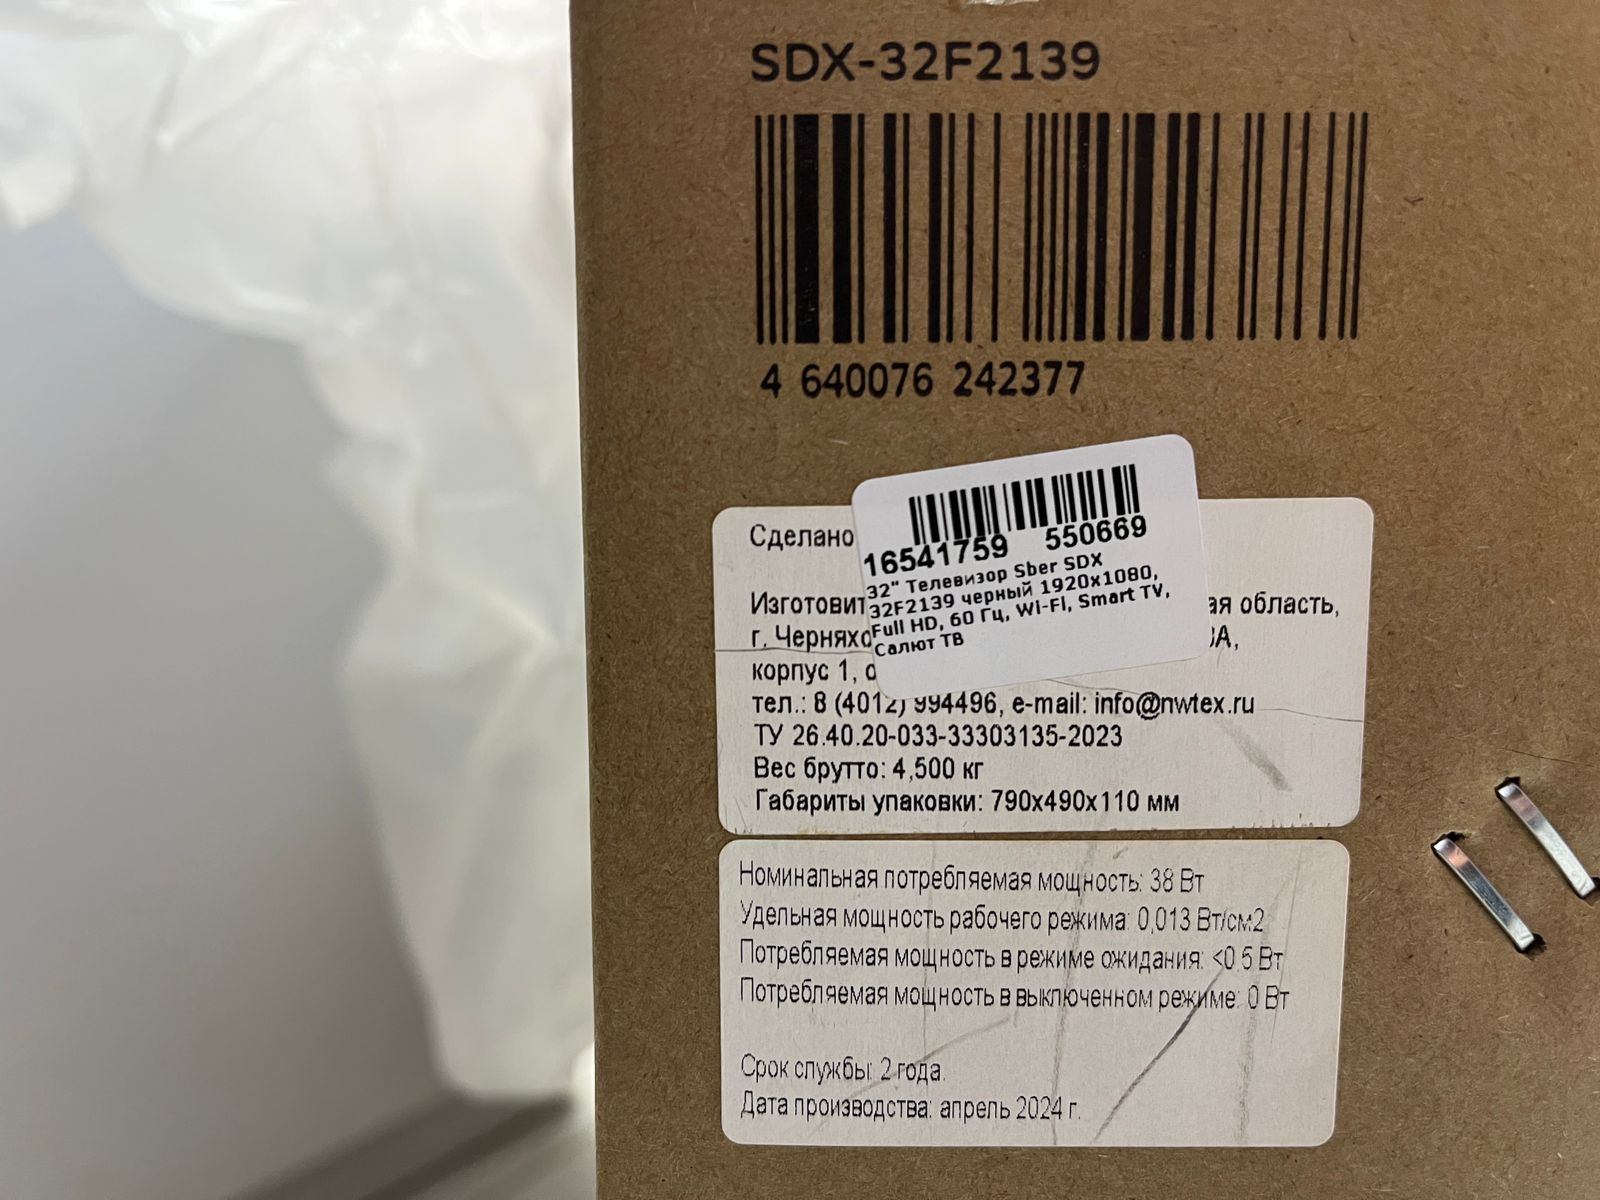 SDX-32F2139
4 640076 242377
16541759 550669
32" Телевизор Sber SDX
32F2139 черный 1920x1080,
Full HD, 60 Гц, WI-FI, Smart TV,
Салют ТВ
Сделано
Изготовит ая область,
г. Черняхо
корпус 1,
тел.: 8 (4012) 994496, e-mail: info@nwtex.ru
ТУ 26.40.20-033-33303135-2023
Вес брутто: 4,500 кг
Габариты упаковки: 790x490x110 мм
Номинальная потребляемая мощность: 38 Вт
Удельная мощность рабочего режима: 0,013 Вт/см2
Потребляемая мощность в режиме ожидания: <0 5 Вт
Потребляемая мощность в выключенном режиме: 0 Вт
Срок службы: 2 года.
Дата производства: апрель 2024 г.